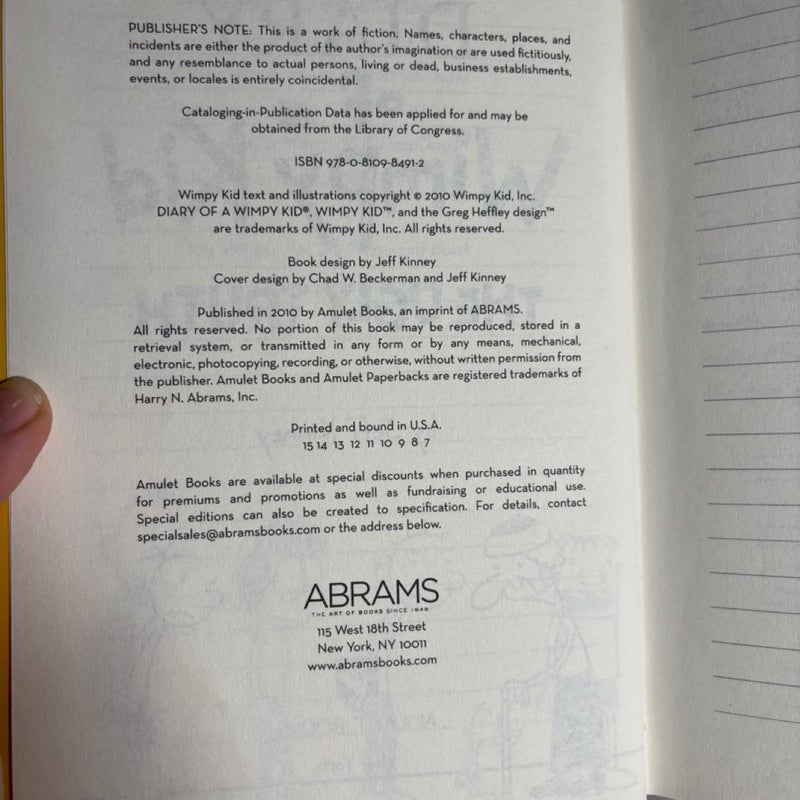 PUBLISHER'S NOTE: This is a work of fiction. Names, characters, places, and
incidents are either the product of the author's imagination or are used fictitiously,
and any resemblance to actual persons, living or dead, business establishments,
events, or locales is entirely coincidental.
Cataloging-in-Publication Data has been applied for and may be
obtained from the Library of Congress.
ISBN 978-0-8109-8491-2
Wimpy Kid text and illustrations copyright © 2010 Wimpy Kid, Inc.
DIARY OF A WIMPY KID®, WIMPY KID™, and the Greg Heffley design™
are trademarks of Wimpy Kid, Inc. All rights reserved.
Book design by Jeff Kinney
Cover design by Chad W. Beckerman and Jeff Kinney
Published in 2010 by Amulet Books, an imprint of ABRAMS.
All rights reserved. No portion of this book may be reproduced, stored in a
retrieval system, or transmitted in any form or by any means, mechanical,
electronic, photocopying, recording, or otherwise, without written permission from
the publisher. Amulet Books and Amulet Paperbacks are registered trademarks of
Harry N. Abrams, Inc.
Printed and bound in U.S.A.
15 14 13 12 11 10 9 8 7
Amulet Books are available at special discounts when purchased in quantity
for premiums and promotions as well as fundraising or educational use.
Special editions can also be created to specification. For details, contact
specialsales@abramsbooks.com or the address below.
ABRAMS
THE ART OF BOOKS SINCE 1949
115 West 18th Street
New York, NY 10011
www.abramsbooks.com